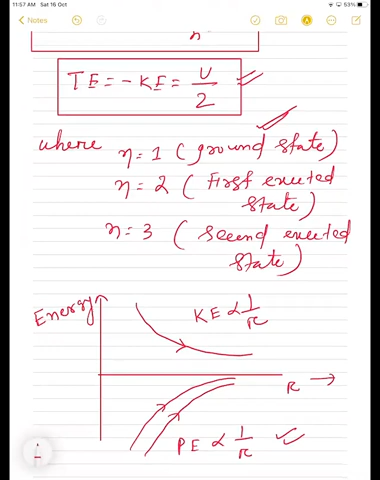 11:57 AM Sat 16 Oct
53%
Notes
n
TE = -KE = U/2
where n = 1 (ground state)
n = 2 (First excited
state)
n = 3 (Second excited
state)
Energy
KE ∝ 1/r
R →
PE ∝ 1/r